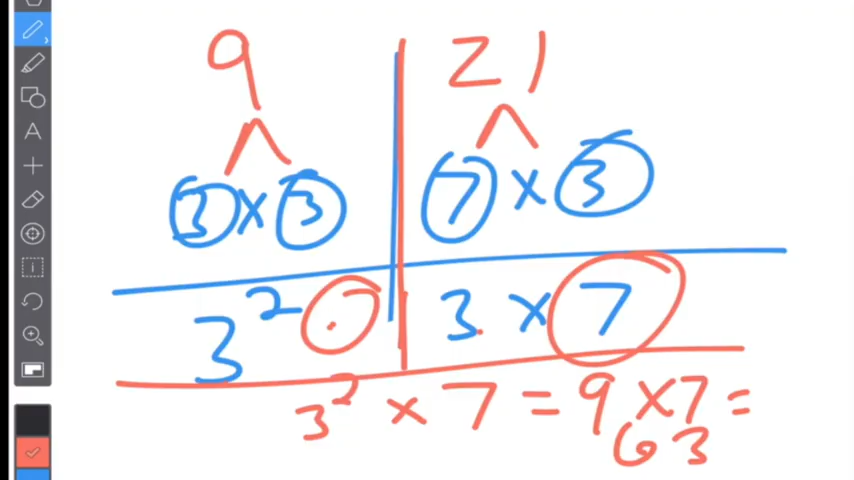 9 21
3 x 3 7 x 3
3² . 3 x 7
3² x 7 = 9 x 7 =
63